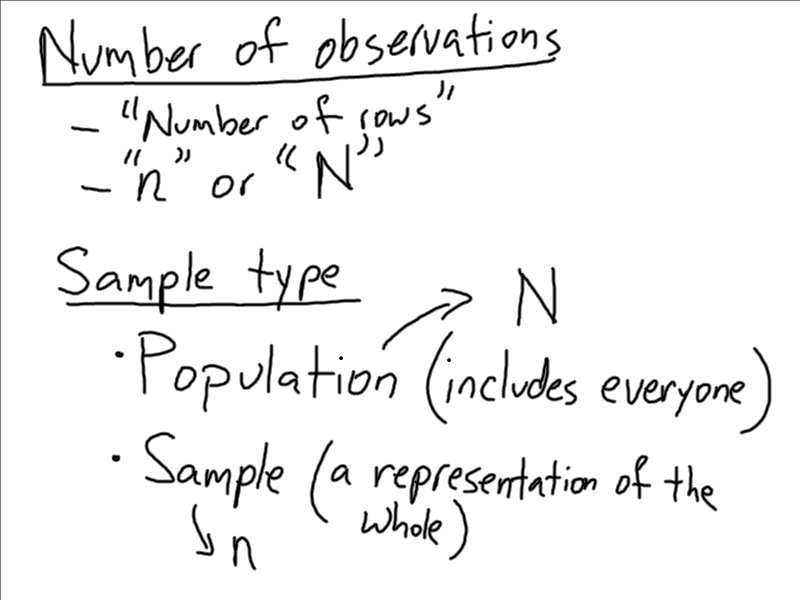 Number of observations
- "Number of rows"
- "n" or "N"
Sample type
N
• Population (includes everyone)
• Sample (a representation of the
whole)
n